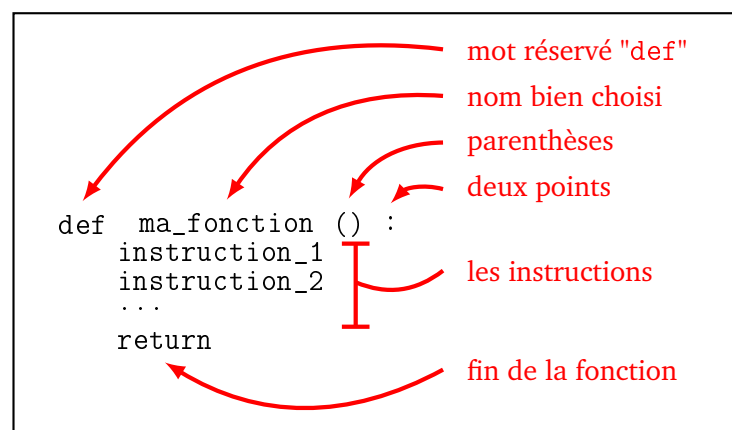 mot réservé "def"
nom bien choisi
parenthèses
deux points
def ma_fonction () :
instruction_1
instruction_2
les instructions
...
return
fin de la fonction